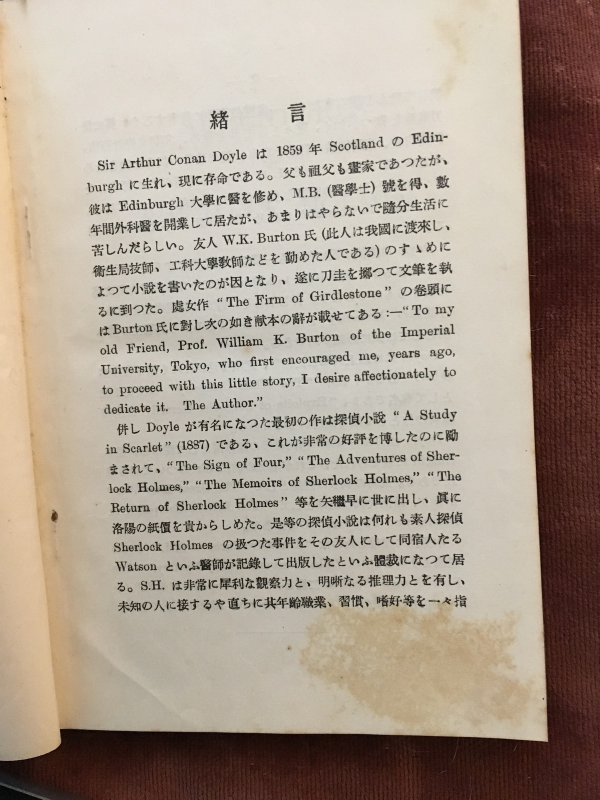 緒言
Sir Arthur Conan Doyle は 1859 年 Scotland の Edin-
burgh に生れ、現に存命である。父も祖父も畫家であつたが、
彼は Edinburgh 大學に醫を修め、M.B. (醫學士) 號を得、數
年間外科醫を開業して居たが、あまりはやらないで隨分生活に
苦しんだらしい。友人 W.K. Burton 氏 (此人は我國に渡來し、
衞生局技師、工科大學敎師などを勤めた人である) のすゝめに
よつて小說を書いたのが因となり、遂に刀圭を擲つて文筆を執
るに到つた。處女作 “The Firm of Girdlestone” の卷頭に
は Burton 氏に對し次の如き献本の辭が載せてある:—“To my
old Friend, Prof. William K. Burton of the Imperial
University, Tokyo, who first encouraged me, years ago,
to proceed with this little story, I desire affectionately to
dedicate it. The Author.”
併し Doyle が有名になつた最初の作は探偵小說 “A Study
in Scarlet” (1887) である、これが非常の好評を博したのに勵
まされて、“The Sign of Four,” “The Adventures of Sher-
lock Holmes,” “The Memoirs of Sherlock Holmes,” “The
Return of Sherlock Holmes” 等を矢繼早に世に出し、眞に
洛陽の紙價を貴からしめた。是等の探偵小說は何れも素人探偵
Sherlock Holmes の扱つた事件をその友人にして同宿人たる
Watson といふ醫師が記錄して出版したといふ體裁になつて居
る。S.H. は非常に犀利な觀察力と、明晰なる推理力とを有し、
未知の人に接するや直ちに其年齡職業、習慣、嗜好等を一々指